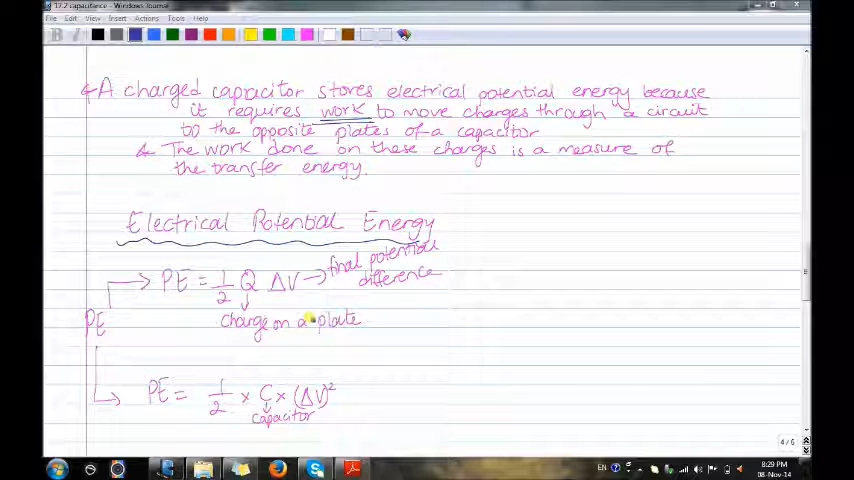 17.2 capacitance - Windows Journal
File Edit View Insert Actions Tools Help
B I
A charged capacitor stores electrical potential energy because
it requires work to move charges through a circuit
to the opposite plates of a capacitor
The work done on these charges is a measure of
the transfer energy.
Electrical Potential Energy
PE = 1/2 Q ΔV → final potential
difference
charge on a plate
PE
PE = 1/2 × C × (ΔV)²
capacitor
4 / 6
EN 8:29 PM
08-Nov-14